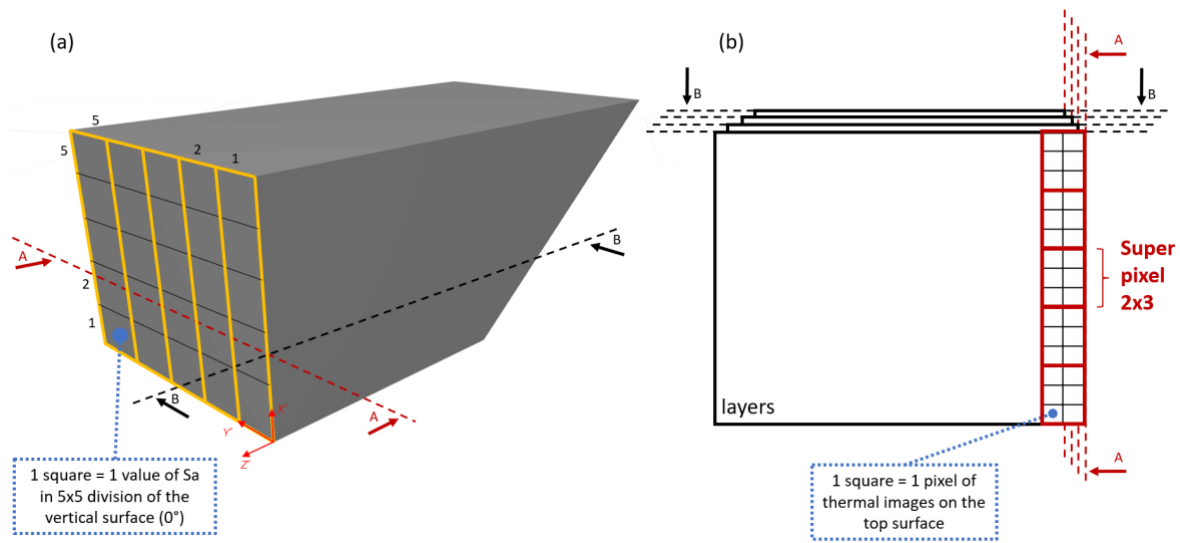 (a)
5
5
2
1
2
1
A
A
B
B
X'
Y'
Z'
1 square = 1 value of Sa
in 5x5 division of the
vertical surface (0°)
(b)
A
B
B
Super
pixel
2x3
layers
A
1 square = 1 pixel of
thermal images on the
top surface